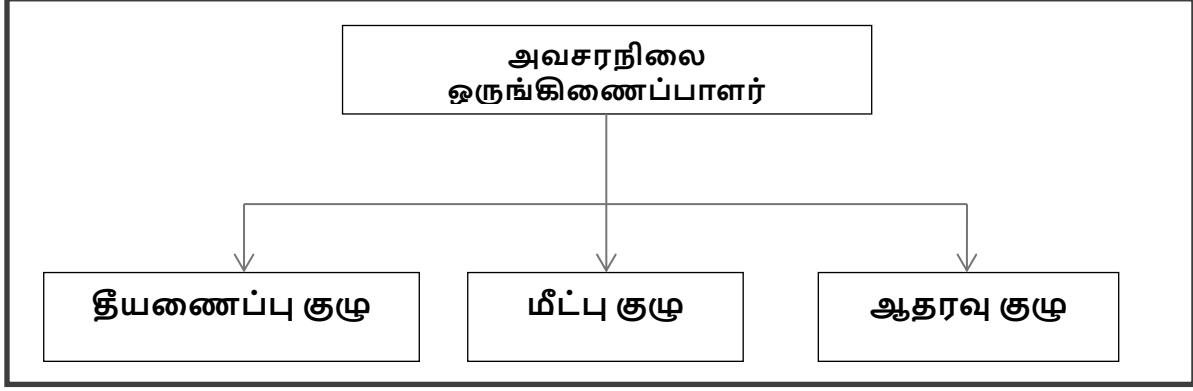 அவசரநிலை
ஒருங்கிணைப்பாளர்
தீயணைப்பு குழு
மீட்பு குழு
ஆதரவு குழு